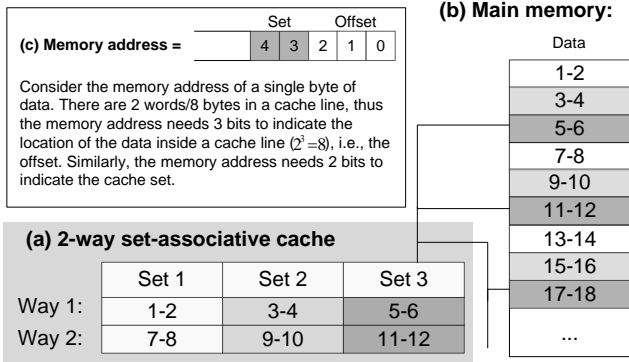 Set Offset
(c) Memory address = 4 3 2 1 0
Consider the memory address of a single byte of
data. There are 2 words/8 bytes in a cache line, thus
the memory address needs 3 bits to indicate the
location of the data inside a cache line (2³=8), i.e., the
offset. Similarly, the memory address needs 2 bits to
indicate the cache set.
(b) Main memory:
Data
1-2
3-4
5-6
7-8
9-10
11-12
13-14
15-16
17-18
...
(a) 2-way set-associative cache
Set 1 Set 2 Set 3
Way 1: 1-2 3-4 5-6
Way 2: 7-8 9-10 11-12